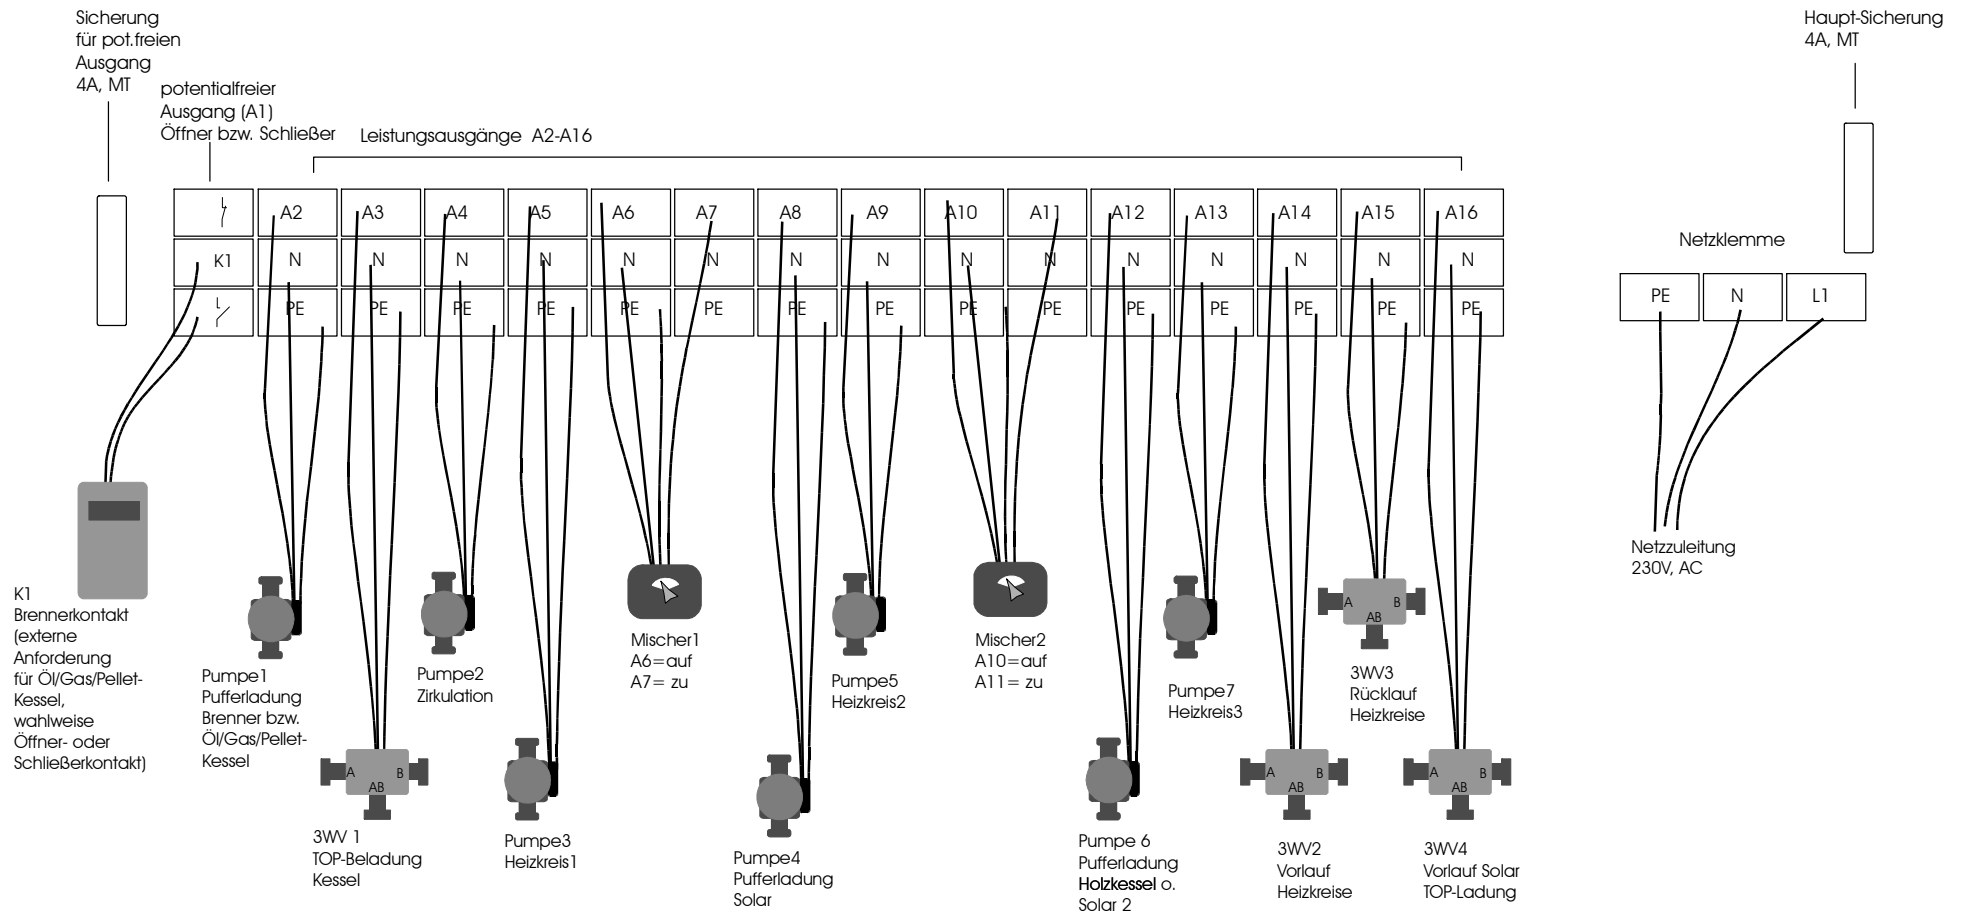 Sicherung
für pot.freien
Ausgang
4A, MT
potentialfreier
Ausgang (A1)
Öffner bzw. Schließer
Leistungsausgänge A2-A16
Haupt-Sicherung
4A, MT
A2 A3 A4 A5 A6 A7 A8 A9 A10 A11 A12 A13 A14 A15 A16
K1 N N N N N N N N N N N N N N N
PE PE PE PE PE PE PE PE PE PE PE PE PE PE PE
Netzklemme
PE N L1
Netzzuleitung
230V, AC
K1
Brennerkontakt
(externe
Anforderung
für Öl/Gas/Pellet-
Kessel,
wahlweise
Öffner- oder
Schließerkontakt)
Pumpe1
Pufferladung
Brenner bzw.
Öl/Gas/Pellet-
Kessel
A B
AB
3WV 1
TOP-Beladung
Kessel
Pumpe2
Zirkulation
Pumpe3
Heizkreis1
Mischer1
A6=auf
A7= zu
Pumpe4
Pufferladung
Solar
Pumpe5
Heizkreis2
Mischer2
A10=auf
A11= zu
Pumpe 6
Pufferladung
Holzkessel o.
Solar 2
Pumpe7
Heizkreis3
A B
AB
3WV2
Vorlauf
Heizkreise
A B
AB
3WV3
Rücklauf
Heizkreise
A B
AB
3WV4
Vorlauf Solar
TOP-Ladung